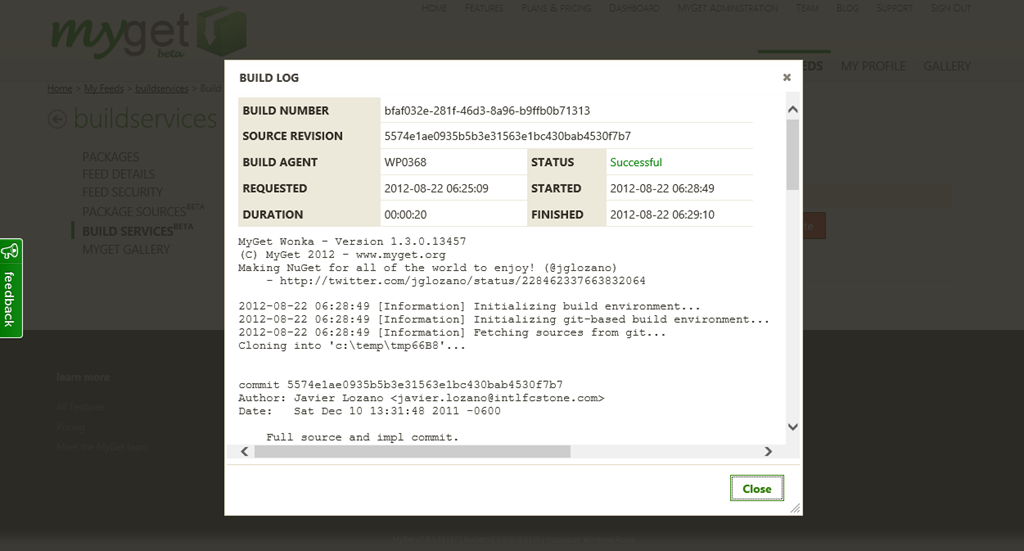 HOME FEATURES PLANS & PRICING DASHBOARD MYGET ADMINISTRATION TEAM BLOG SUPPORT SIGN OUT
myget
beta
EDS MY PROFILE GALLERY
Home > My Feeds > buildservices > Build
buildservices
PACKAGES
FEED DETAILS
FEED SECURITY
PACKAGE SOURCES BETA
BUILD SERVICES BETA
MYGET GALLERY
feedback
BUILD LOG
BUILD NUMBER bfaf032e-281f-46d3-8a96-b9ffb0b71313
SOURCE REVISION 5574e1ae0935b5b3e31563e1bc430bab4530f7b7
BUILD AGENT WP0368 STATUS Successful
REQUESTED 2012-08-22 06:25:09 STARTED 2012-08-22 06:28:49
DURATION 00:00:20 FINISHED 2012-08-22 06:29:10
MyGet Wonka - Version 1.3.0.13457
(C) MyGet 2012 - www.myget.org
Making NuGet for all of the world to enjoy! (@jglozano)
- http://twitter.com/jglozano/status/228462337663832064
2012-08-22 06:28:49 [Information] Initializing build environment...
2012-08-22 06:28:49 [Information] Initializing git-based build environment...
2012-08-22 06:28:49 [Information] Fetching sources from git...
Cloning into 'c:\temp\tmp66B8'...
commit 5574e1ae0935b5b3e31563e1bc430bab4530f7b7
Author: Javier Lozano <javier.lozano@intlfcstone.com>
Date: Sat Dec 10 13:31:48 2011 -0600
Full source and impl commit.
Close
learn more
Pricing